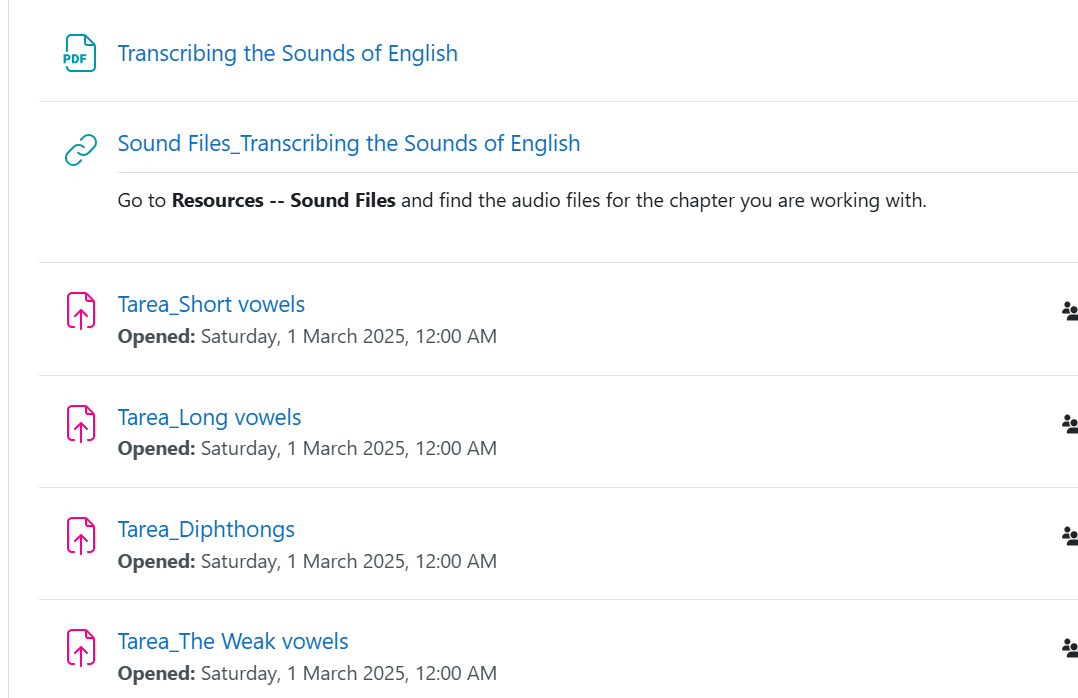 PDF
Transcribing the Sounds of English
Sound Files_Transcribing the Sounds of English
Go to Resources -- Sound Files and find the audio files for the chapter you are working with.
Tarea_Short vowels
Opened: Saturday, 1 March 2025, 12:00 AM
Tarea_Long vowels
Opened: Saturday, 1 March 2025, 12:00 AM
Tarea_Diphthongs
Opened: Saturday, 1 March 2025, 12:00 AM
Tarea_The Weak vowels
Opened: Saturday, 1 March 2025, 12:00 AM